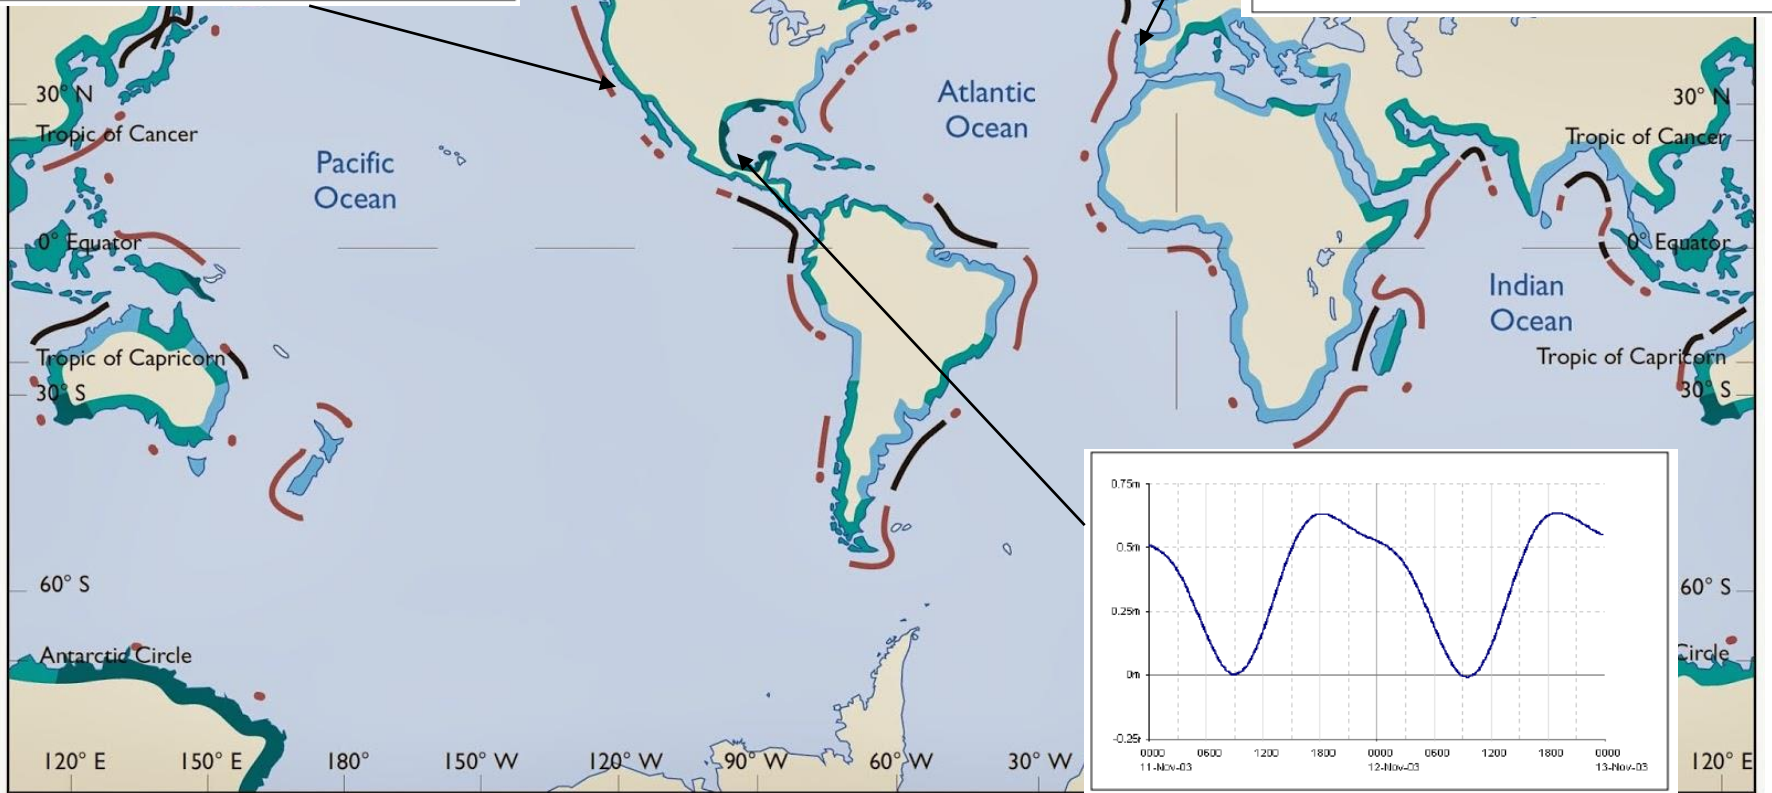 Atlantic
Ocean
30° N
30° N
Tropic of Cancer
Tropic of Cancer
Pacific
Ocean
0° Equator
0° Equator
Indian
Ocean
Tropic of Capricorn
Tropic of Capricorn
30° S
30° S
60° S
60° S
Antarctic Circle
Circle
120° E
150° E
180°
150° W
120° W
90° W
60° W
30° W
120° E
0.75m
0.5m
0.25m
0m
-0.25m
0000 0600 1200 1800 0000 0600 1200 1800 0000
11-Nov-03 12-Nov-03 13-Nov-03